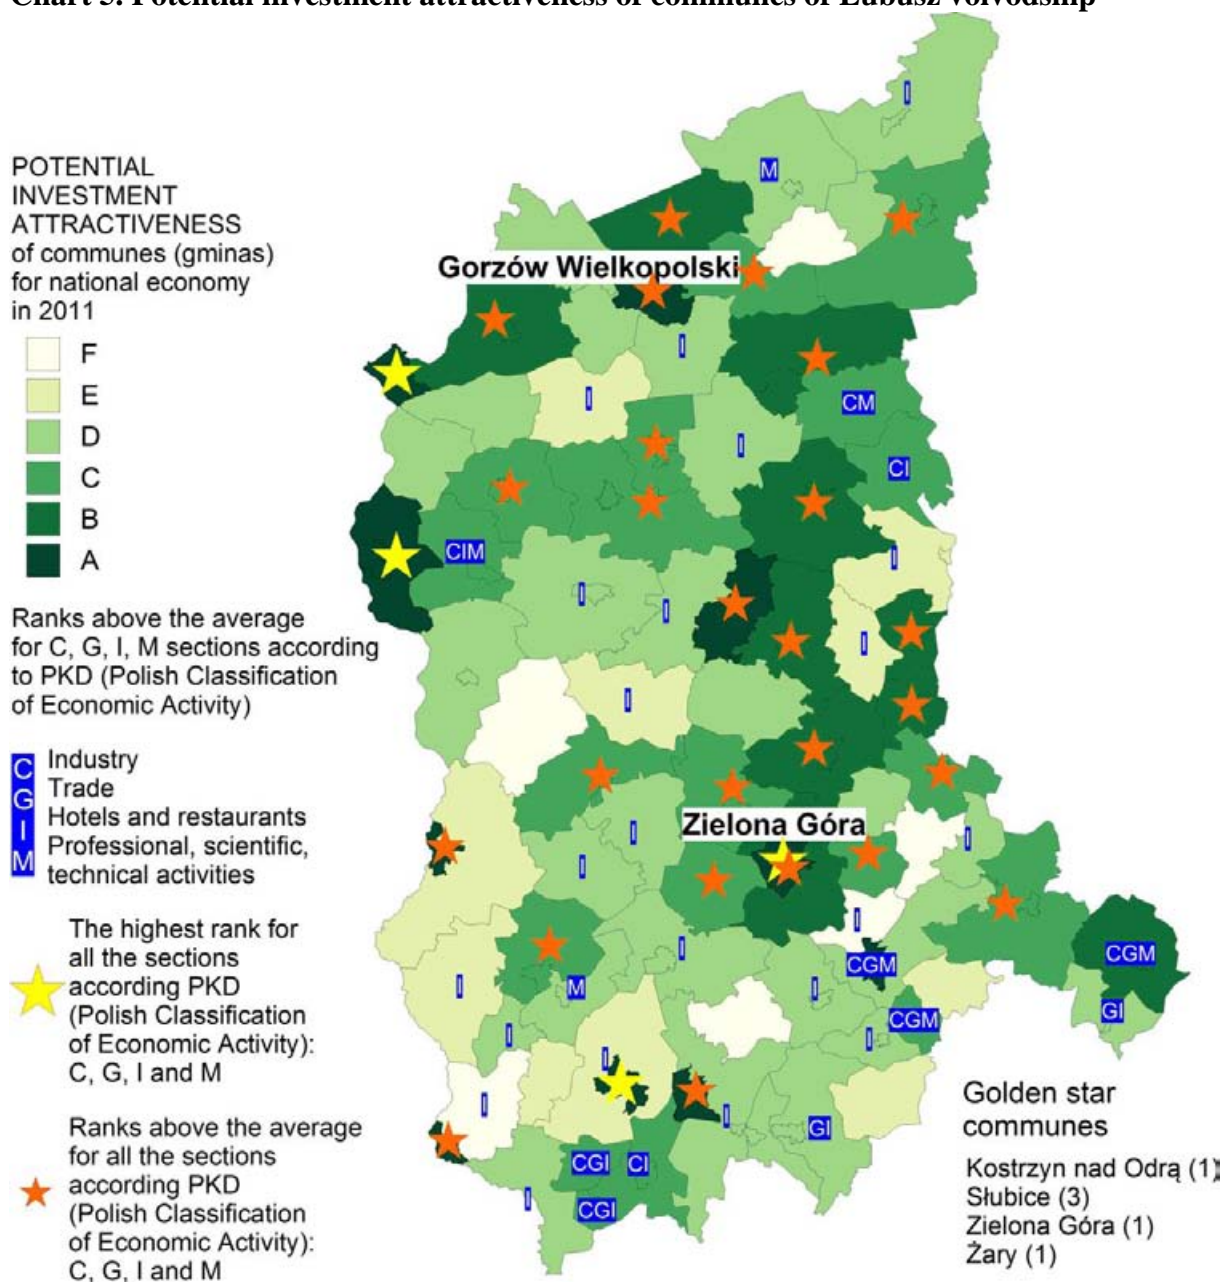 Chart 3. Potential investment attractiveness of communes of Lubusz voivodship
POTENTIAL
INVESTMENT
ATTRACTIVENESS
of communes (gminas)
for national economy
in 2011
F
E
D
C
B
A
Ranks above the average
for C, G, I, M sections according
to PKD (Polish Classification
of Economic Activity)
C Industry
G Trade
I Hotels and restaurants
M Professional, scientific,
technical activities
The highest rank for
all the sections
according PKD
(Polish Classification
of Economic Activity):
C, G, I and M
Ranks above the average
for all the sections
according PKD
(Polish Classification
of Economic Activity):
C, G, I and M
I
M
Gorzów Wielkopolski
I
I
CM
I
CI
CIM
I
I
I
I
I
Zielona Góra
I
I
I
I
I
CGM
CGM
I
M
I
GI
CGM
I
I
I
I
I
GI
CGI
CI
I
CGI
Golden star
communes
Kostrzyn nad Odrą (1)
Słubice (3)
Zielona Góra (1)
Żary (1)